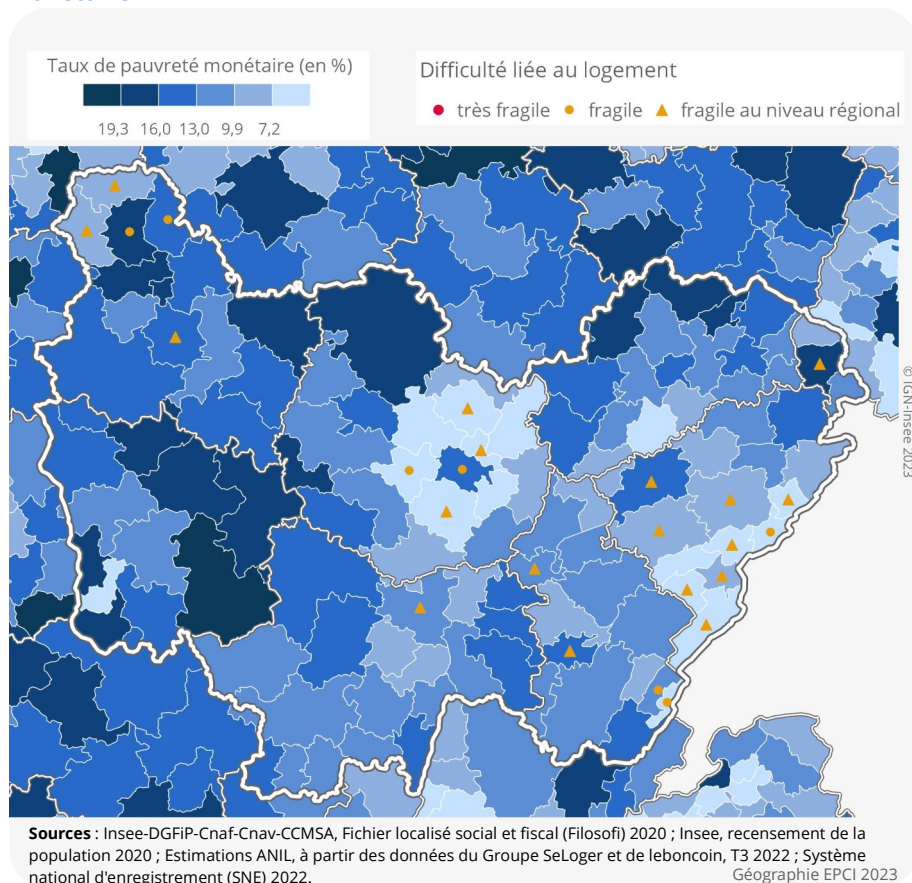 Taux de pauvreté monétaire (en %)
19,3 16,0 13,0 9,9 7,2
Difficulté liée au logement
très fragile fragile fragile au niveau régional
© IGN-Insee 2023
Sources : Insee-DGFiP-Cnaf-Cnav-CCMSA, Fichier localisé social et fiscal (Filosofi) 2020 ; Insee, recensement de la
population 2020 ; Estimations ANIL, à partir des données du Groupe SeLoger et de leboncoin, T3 2022 ; Système
national d'enregistrement (SNE) 2022.
Géographie EPCI 2023